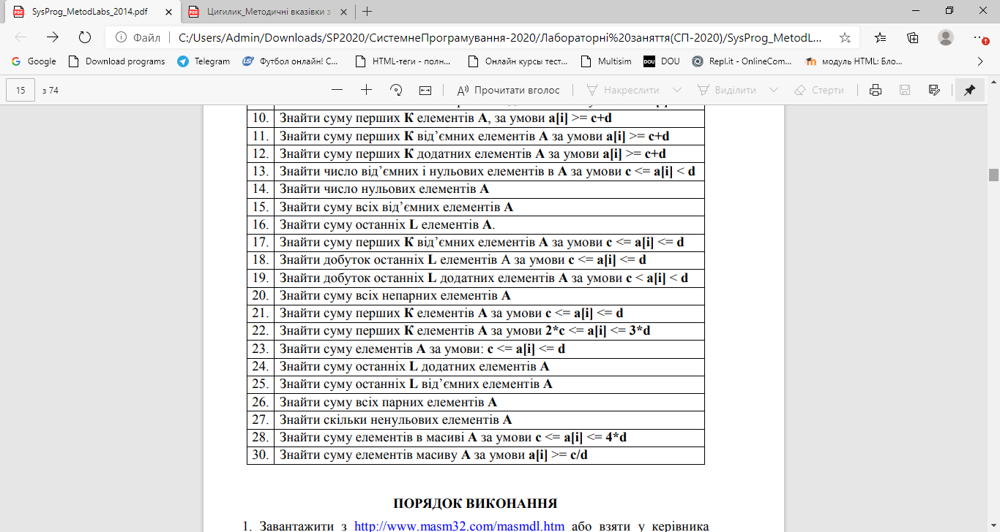 SysProg_MetodLabs_2014.pdf
Цигилик_Методичні вказівки з
Файл C:/Users/Admin/Downloads/SP2020/СистемнеПрограмування-2020/Лабораторні%20заняття(СП-2020)/SysProg_MetodL...
Google Download programs Telegram Футбол онлайн! С... HTML-теги - полн... Онлайн курсы тест... Multisim DOU DOU Repl.it - OnlineCom... модуль HTML: Бло...
15 з 74 Прочитати вголос Накреслити Виділити Стерти
10. Знайти суму перших К елементів А, за умови a[i] >= c+d
11. Знайти суму перших К від’ємних елементів А за умови a[i] >= c+d
12. Знайти суму перших К додатних елементів А за умови a[i] >= c+d
13. Знайти число від’ємних і нульових елементів в А за умови c <= a[i] < d
14. Знайти число нульових елементів А
15. Знайти суму всіх від’ємних елементів А
16. Знайти суму останніх L елементів А.
17. Знайти суму перших К від’ємних елементів А за умови c <= a[i] <= d
18. Знайти добуток останніх L елементів А за умови c <= a[i] <= d
19. Знайти добуток останніх L додатних елементів А за умови c < a[i] < d
20. Знайти суму всіх непарних елементів А
21. Знайти суму перших К елементів А за умови c <= a[i] <= d
22. Знайти суму перших К елементів А за умови 2*c <= a[i] <= 3*d
23. Знайти суму елементів А за умови: c <= a[i] <= d
24. Знайти суму останніх L додатних елементів А
25. Знайти суму останніх L від’ємних елементів А
26. Знайти суму всіх парних елементів А
27. Знайти скільки ненульових елементів А
28. Знайти суму елементів в масиві А за умови c <= a[i] <= 4*d
30. Знайти суму елементів масиву А за умови a[i] >= c/d
ПОРЯДОК ВИКОНАННЯ
1. Завантажити з http://www.masm32.com/masmdl.htm або взяти у керівника